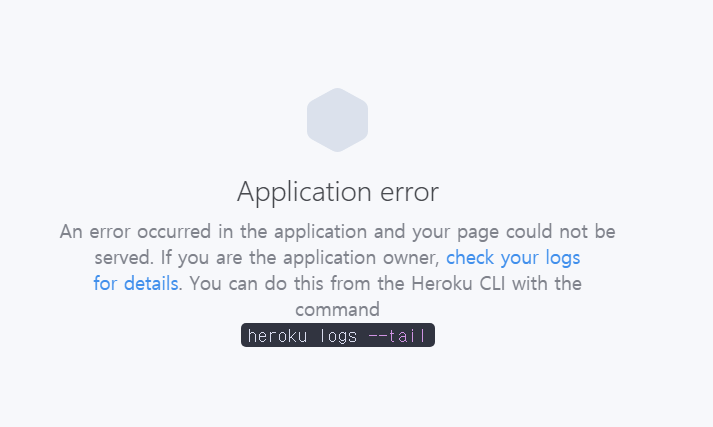 Application error
An error occurred in the application and your page could not be
served. If you are the application owner, check your logs
for details. You can do this from the Heroku CLI with the
command
heroku logs --tail